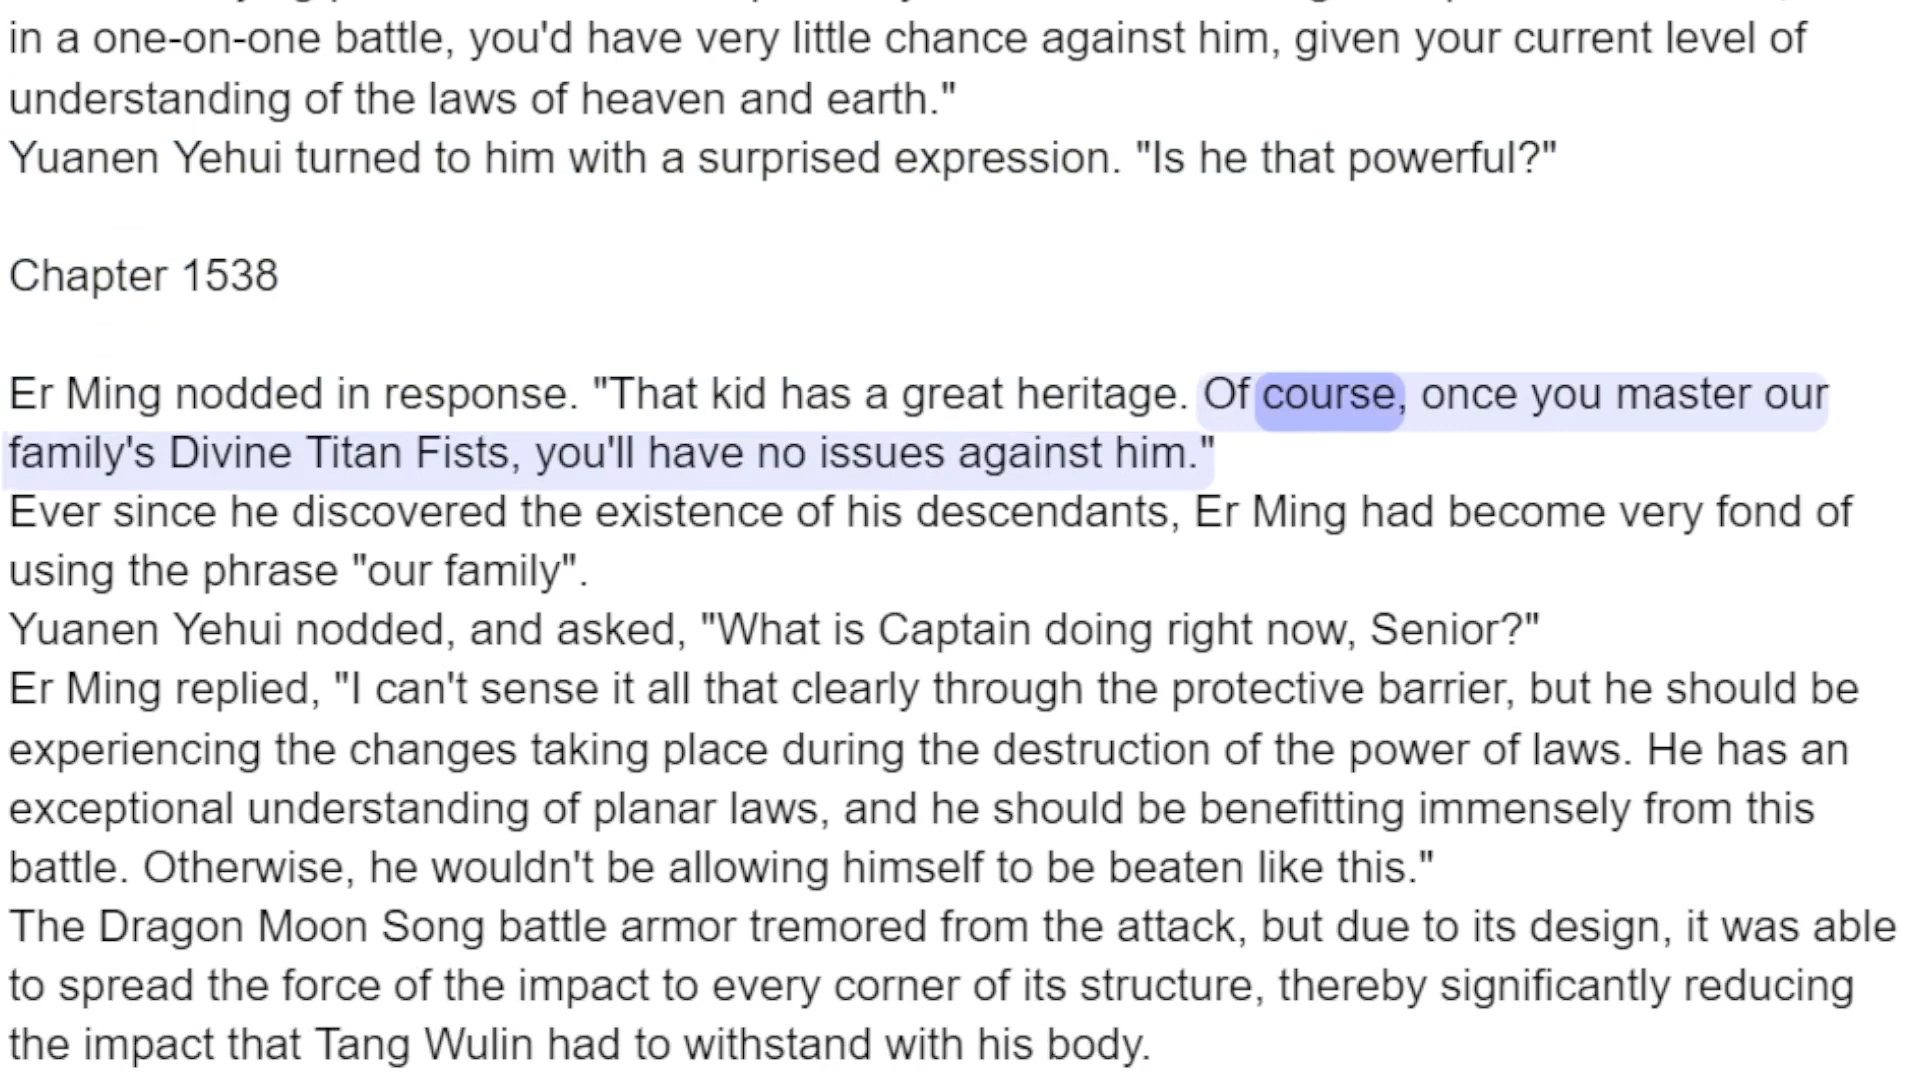 in a one-on-one battle, you'd have very little chance against him, given your current level of
understanding of the laws of heaven and earth."
Yuanen Yehui turned to him with a surprised expression. "Is he that powerful?"
Chapter 1538
Er Ming nodded in response. "That kid has a great heritage. Of course, once you master our
family's Divine Titan Fists, you'll have no issues against him."
Ever since he discovered the existence of his descendants, Er Ming had become very fond of
using the phrase "our family".
Yuanen Yehui nodded, and asked, "What is Captain doing right now, Senior?"
Er Ming replied, "I can't sense it all that clearly through the protective barrier, but he should be
experiencing the changes taking place during the destruction of the power of laws. He has an
exceptional understanding of planar laws, and he should be benefitting immensely from this
battle. Otherwise, he wouldn't be allowing himself to be beaten like this."
The Dragon Moon Song battle armor tremored from the attack, but due to its design, it was able
to spread the force of the impact to every corner of its structure, thereby significantly reducing
the impact that Tang Wulin had to withstand with his body.